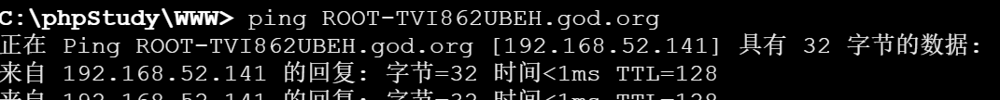 C:\phpStudy\WWW> ping ROOT-TVI862UBEH.god.org
正在 Ping ROOT-TVI862UBEH.god.org [192.168.52.141] 具有 32 字节的数据:
来自 192.168.52.141 的回复: 字节=32 时间<1ms TTL=128
来自 192.168.52.141 的回复: 字节=32 时间<1ms TTL=128